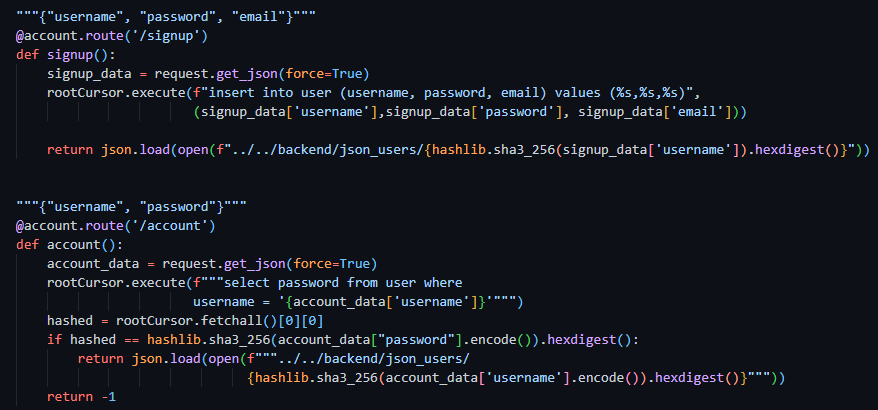 """{"username", "password", "email"}"""
@account.route('/signup')
def signup():
    signup_data = request.get_json(force=True)
    rootCursor.execute(f"insert into user (username, password, email) values (%s,%s,%s)",
                       (signup_data['username'],signup_data['password'], signup_data['email']))
    return json.load(open(f"../../backend/json_users/{hashlib.sha3_256(signup_data['username']).hexdigest()}"))
"""{"username", "password"}"""
@account.route('/account')
def account():
    account_data = request.get_json(force=True)
    rootCursor.execute(f"""select password from user where
                       username = '{account_data['username']}'""")
    hashed = rootCursor.fetchall()[0][0]
    if hashed == hashlib.sha3_256(account_data["password"].encode()).hexdigest():
        return json.load(open(f"""../../backend/json_users/
                              {hashlib.sha3_256(account_data['username'].encode()).hexdigest()}"""))
    return -1